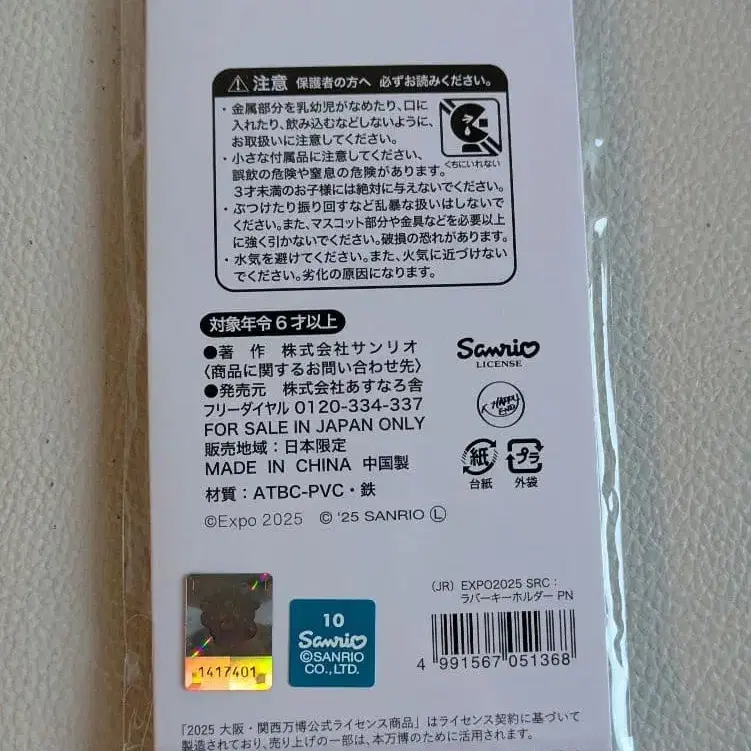 注意 保護者の方へ 必ずお読みください。
・金属部分を乳幼児がなめたり、口に
入れたり、飲み込むなどしないように、
お取扱いに注意してください。
くちにいれない
・小さな付属品に注意してください、
誤飲の危険や窒息の危険があります。
3才未満のお子様には絶対に与えないでください。
・ぶつけたり振り回すなど乱暴な扱いはしないで
ください。また、マスコット部分や金具などを必要以上
に強く引かないでください。破損の恐れがあります。
・水気を避けてください。また、火気に近づけない
でください。劣化の原因になります。
対象年令6才以上
●著 作 株式会社サンリオ
〈商品に関するお問い合わせ先〉
●発売元 株式会社あすなろ舎
フリーダイヤル 0120-334-337
FOR SALE IN JAPAN ONLY
販売地域：日本限定
MADE IN CHINA 中国製
材質：ATBC-PVC・鉄
©Expo 2025 © '25 SANRIO Ⓛ
Sanrio
LICENSE
HAPPY
END
紙 プラ
台紙 外袋
1417401
10
Sanrio
©SANRIO
CO.,LTD.
(JR) EXPO2025 SRC：
ラバーキーホルダー PN
4 991567 051368
「2025 大阪・関西万博公式ライセンス商品」はライセンス契約に基づいて
製造されており、売り上げの一部は、本万博のために活用されます。